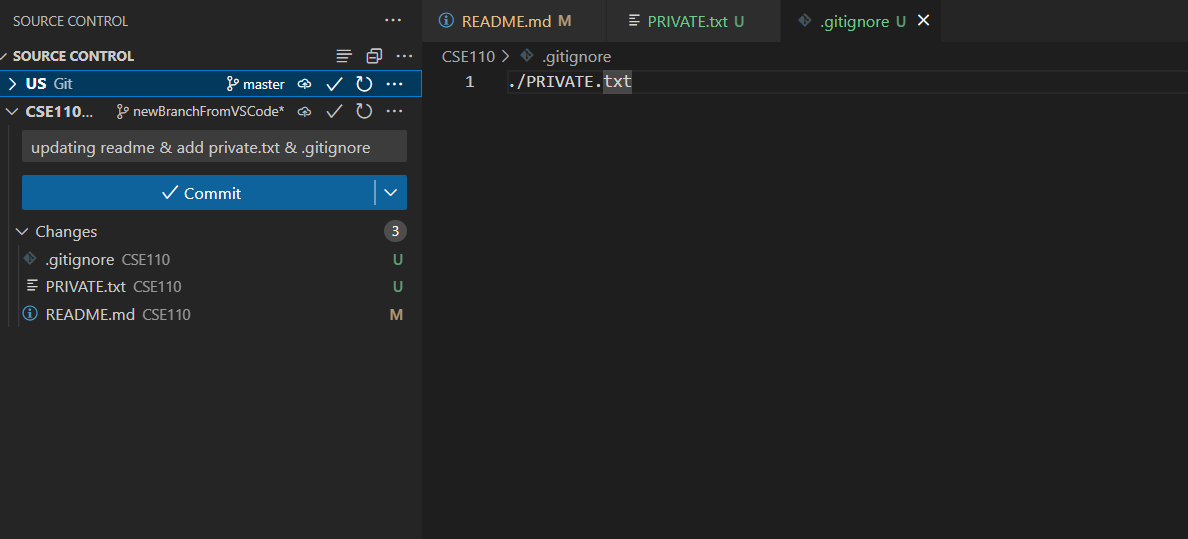 SOURCE CONTROL
SOURCE CONTROL
US Git master
CSE110... newBranchFromVSCode*
updating readme & add private.txt & .gitignore
Commit
Changes 3
.gitignore CSE110 U
PRIVATE.txt CSE110 U
README.md CSE110 M
README.md M PRIVATE.txt U .gitignore U
CSE110 > .gitignore
1 ./PRIVATE.txt